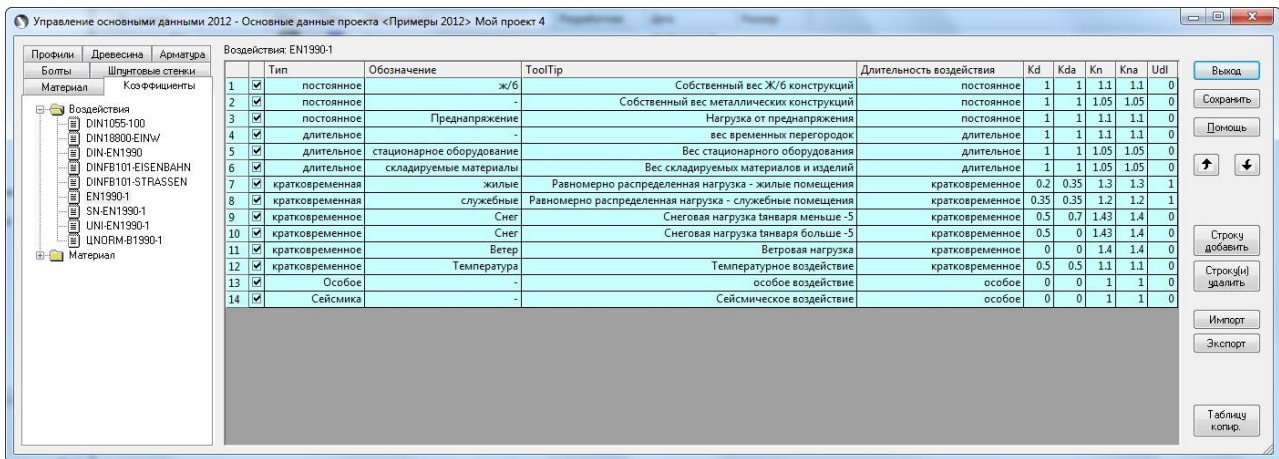 Управление основными данными 2012 - Основные данные проекта <Примеры 2012> Мой проект 4
Профили Древесина Арматура
Болты Шпунтовые стенки
Материал Коэффициенты
Воздействия
DIN1055-100
DIN18800-EINW
DIN-EN1990
DINFB101-EISENBAHN
DINFB101-STRASSEN
EN1990-1
SN-EN1990-1
UNI-EN1990-1
ЦNORM-B1990-1
Материал
Воздействия: EN1990-1
Тип Обозначение ToolTip Длительность воздействия Kd Kda Kn Kna Udl
1 постоянное ж/б Собственный вес Ж/б конструкций постоянное 1 1 1.1 1.1 0
2 постоянное - Собственный вес металлических конструкций постоянное 1 1 1.05 1.05 0
3 постоянное Преднапряжение Нагрузка от преднапряжения постоянное 1 1 1.1 1.1 0
4 длительное - вес временных перегородок длительное 1 1 1.1 1.1 0
5 длительное стационарное оборудование Вес стационарного оборудования длительное 1 1 1.05 1.05 0
6 длительное складируемые материалы Вес складируемых материалов и изделий длительное 1 1 1.05 1.05 0
7 кратковременная жилые Равномерно распределенная нагрузка - жилые помещения кратковременное 0.2 0.35 1.3 1.3 1
8 кратковременная служебные Равномерно распределенная нагрузка - служебные помещения кратковременное 0.35 0.35 1.2 1.2 1
9 кратковременное Снег Снеговая нагрузка tянваря меньше -5 кратковременное 0.5 0.7 1.43 1.4 0
10 кратковременное Снег Снеговая нагрузка tянваря больше -5 кратковременное 0.5 0 1.43 1.4 0
11 кратковременное Ветер Ветровая нагрузка кратковременное 0 0 1.4 1.4 0
12 кратковременное Температура Температурное воздействие кратковременное 0.5 0.5 1.1 1.1 0
13 Особое - особое воздействие особое 0 0 1 1 0
14 Сейсмика - Сейсмическое воздействие особое 0 0 1 1 0
Выход
Сохранить
Помощь
Строку
добавить
Строку(и)
удалить
Импорт
Экспорт
Таблицу
копир.